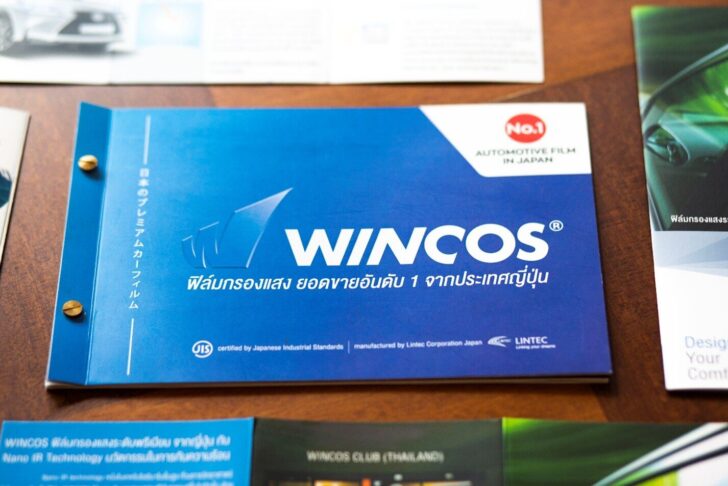 No.1
AUTOMOTIVE FILM
IN JAPAN
日本のプレミアムカーフィルム
WINCOS®
ฟิล์มกรองแสง ยอดขายอันดับ 1 จากประเทศญี่ปุ่น
JIS certified by Japanese Industrial Standards | manufactured by Lintec Corporation Japan LINTEC
Linking your dreams
ฟิล์มกรองแสงร
Desig
Your
Comf
WINCOS ฟิล์มกรองแสงระดับพรีเมียม จากญี่ปุ่น กับ
Nano IR Technology นวัตกรรมในการกันความร้อน
WINCOS CLUB (THAILAND)